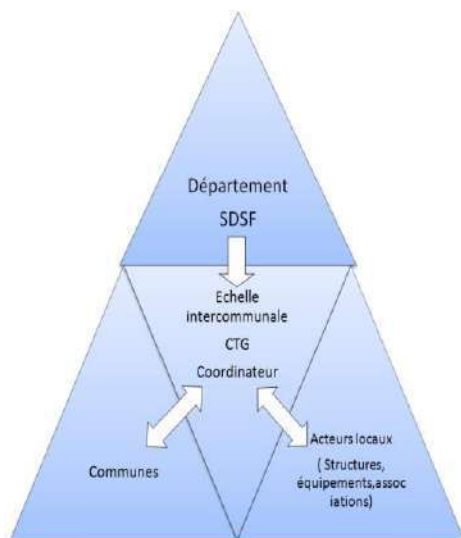 Département
SDSF
Echelle
intercommunale
CTG
Coordinateur
Communes
Acteurs locaux
( Structures,
équipements,assoc
iations)